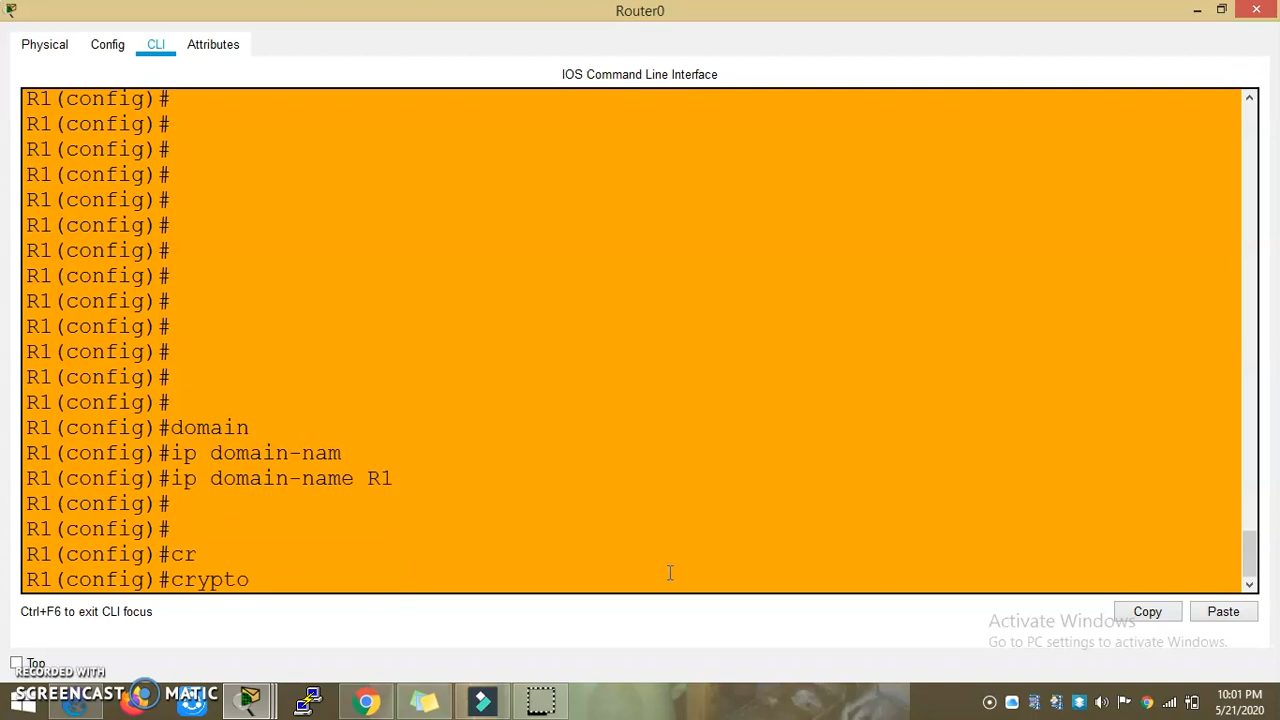 Router0
Physical Config CLI Attributes
IOS Command Line Interface
R1(config)#
R1(config)#
R1(config)#
R1(config)#
R1(config)#
R1(config)#
R1(config)#
R1(config)#
R1(config)#
R1(config)#
R1(config)#
R1(config)#
R1(config)#
R1(config)#domain
R1(config)#ip domain-nam
R1(config)#ip domain-name R1
R1(config)#
R1(config)#
R1(config)#cr
R1(config)#crypto
Ctrl+F6 to exit CLI focus
Copy Paste
Activate Windows
Go to PC settings to activate Windows.
Top
RECORDED WITH
SCREENCAST MATIC
10:01 PM
5/21/2020